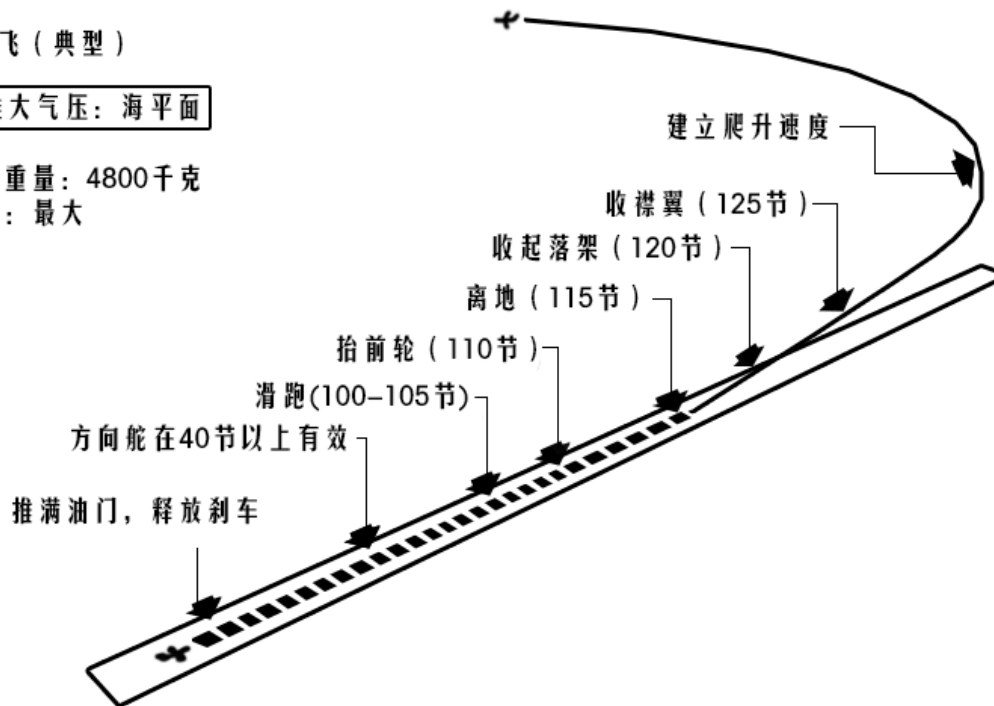 飞（典型）
大气压：海平面
重量：4800千克
：最大
建立爬升速度
收襟翼（125节）
收起落架（120节）
离地（115节）
抬前轮（110节）
滑跑(100–105节)
方向舵在40节以上有效
推满油门，释放刹车